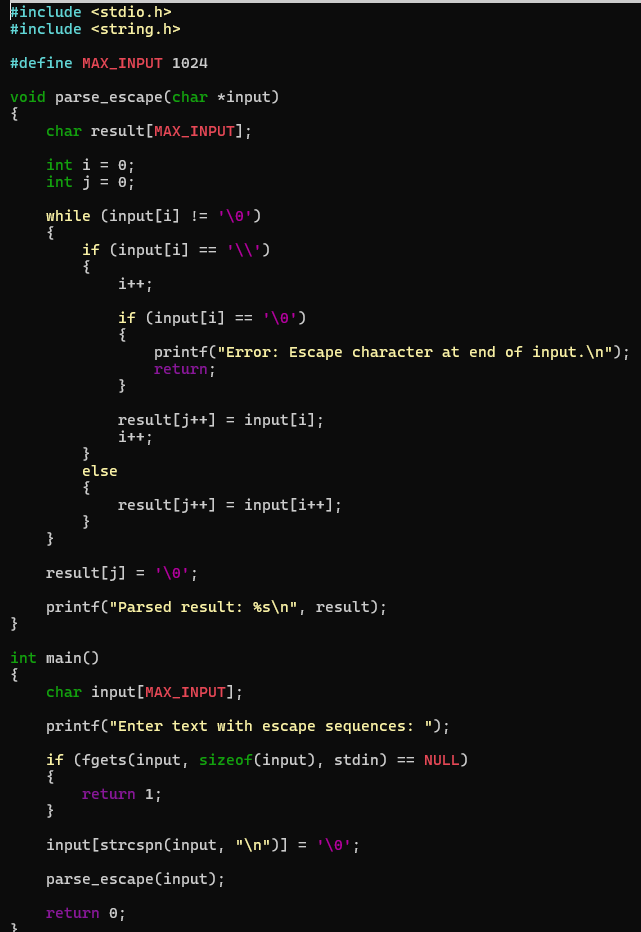 #include <stdio.h>
#include <string.h>

#define MAX_INPUT 1024

void parse_escape(char *input)
{
    char result[MAX_INPUT];

    int i = 0;
    int j = 0;

    while (input[i] != '\0')
    {
        if (input[i] == '\\')
        {
            i++;

            if (input[i] == '\0')
            {
                printf("Error: Escape character at end of input.\n");
                return;
            }

            result[j++] = input[i];
            i++;
        }
        else
        {
            result[j++] = input[i++];
        }
    }

    result[j] = '\0';

    printf("Parsed result: %s\n", result);
}

int main()
{
    char input[MAX_INPUT];

    printf("Enter text with escape sequences: ");

    if (fgets(input, sizeof(input), stdin) == NULL)
    {
        return 1;
    }

    input[strcspn(input, "\n")] = '\0';

    parse_escape(input);

    return 0;
}